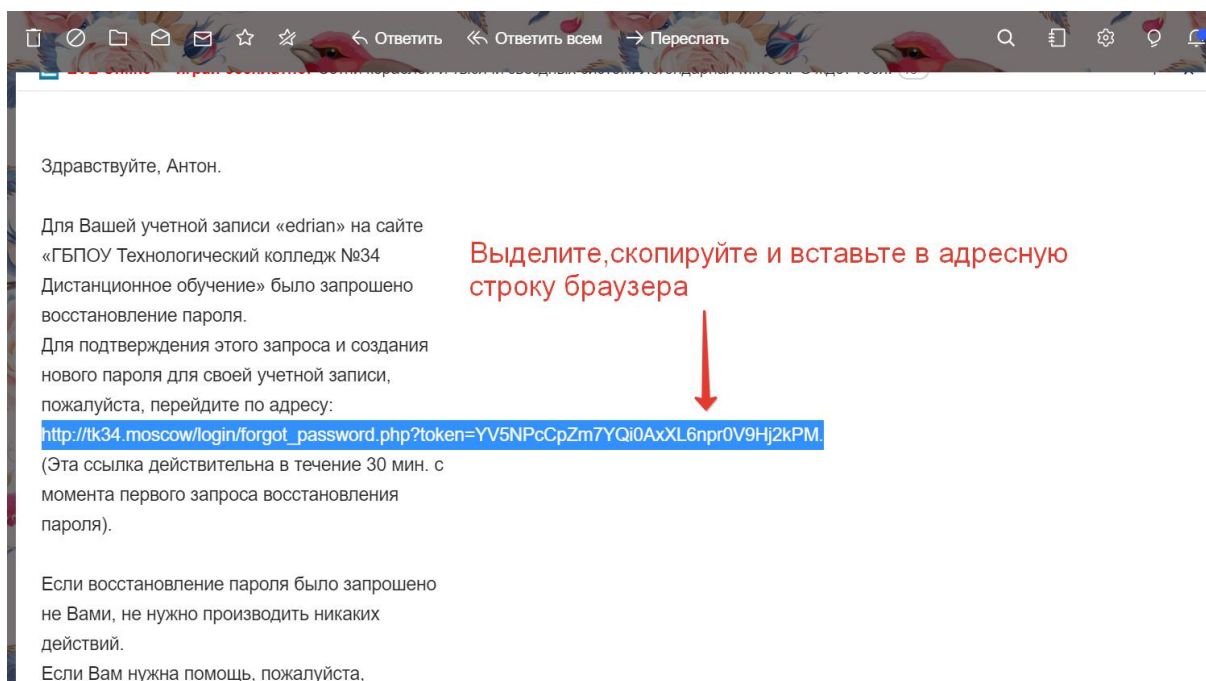 Ответить Ответить всем Переслать
Здравствуйте, Антон.
Для Вашей учетной записи «edrian» на сайте
«ГБПОУ Технологический колледж №34
Дистанционное обучение» было запрошено
восстановление пароля.
Для подтверждения этого запроса и создания
нового пароля для своей учетной записи,
пожалуйста, перейдите по адресу:
http://tk34.moscow/login/forgot_password.php?token=YV5NPcCpZm7YQi0AxXL6npr0V9Hj2kPM.
(Эта ссылка действительна в течение 30 мин. с
момента первого запроса восстановления
пароля).
Если восстановление пароля было запрошено
не Вами, не нужно производить никаких
действий.
Если Вам нужна помощь, пожалуйста,
Выделите,скопируйте и вставьте в адресную
строку браузера